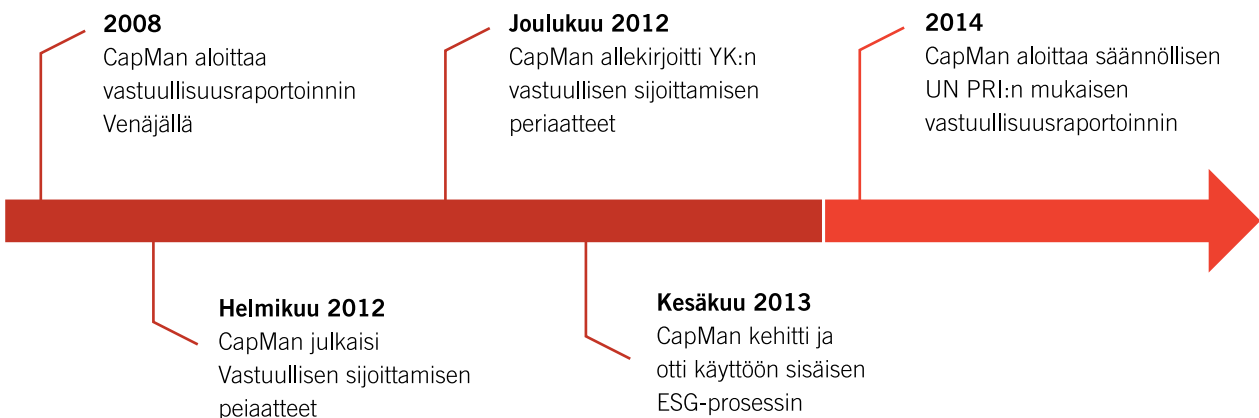 2008
CapMan aloittaa
vastuullisuusraportoinnin
Venäjällä
Joulukuu 2012
CapMan allekirjoitti YK:n
vastuullisen sijoittamisen
periaatteet
2014
CapMan aloittaa säännöllisen
UN PRI:n mukaisen
vastuullisuusraportoinnin
Helmikuu 2012
CapMan julkaisi
Vastuullisen sijoittamisen
peiaatteet
Kesäkuu 2013
CapMan kehitti ja
otti käyttöön sisäisen
ESG-prosessin